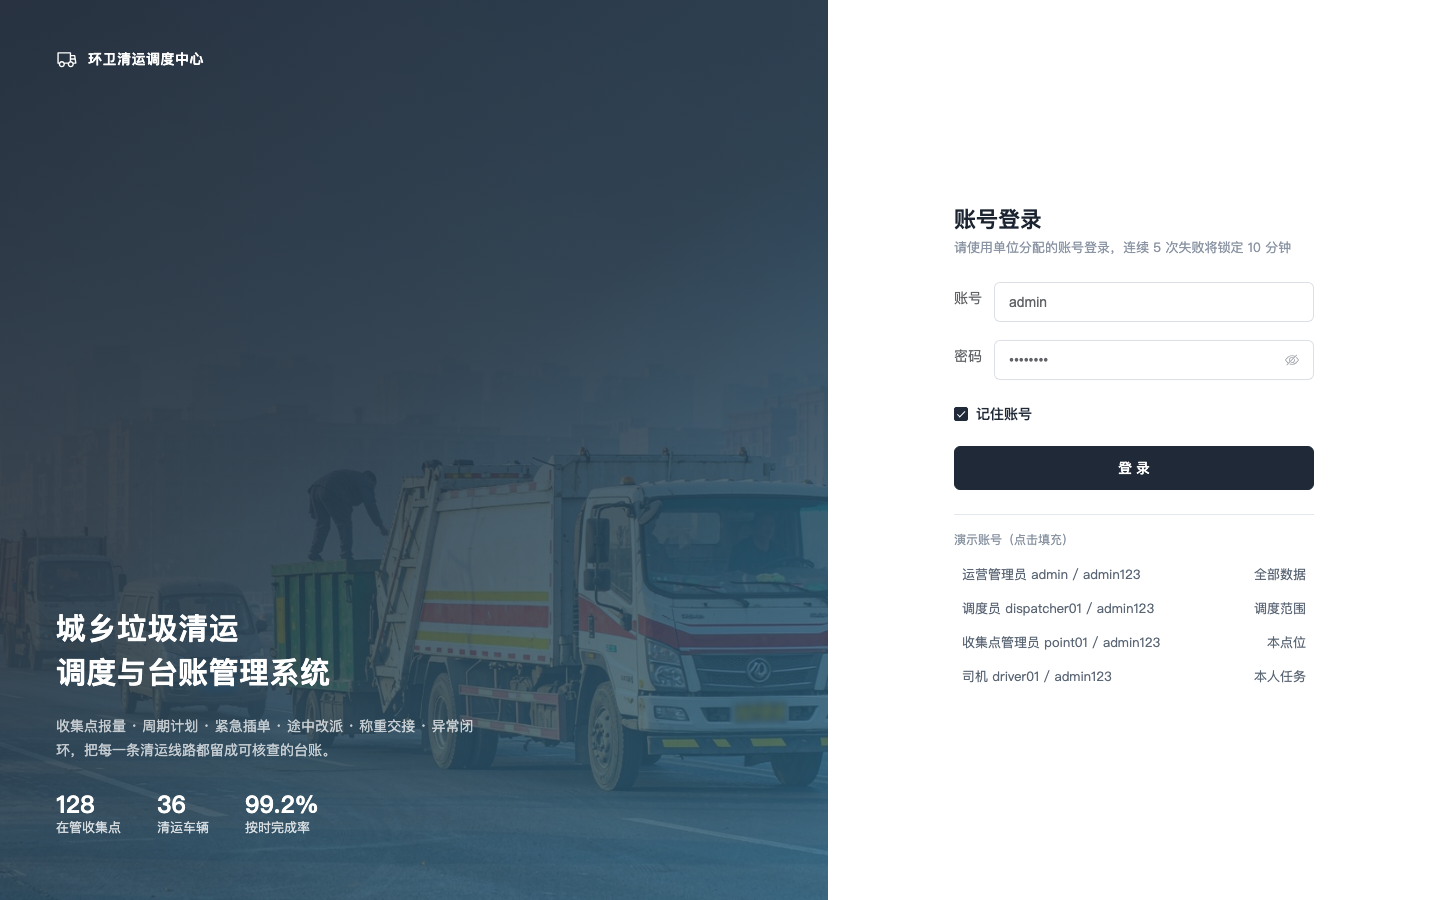 环卫清运调度中心
城乡垃圾清运
调度与台账管理系统
收集点报量 · 周期计划 · 紧急插单 · 途中改派 · 称重交接 · 异常闭
环，把每一条清运线路都留成可核查的台账。
128
在管收集点
36
清运车辆
99.2%
按时完成率
账号登录
请使用单位分配的账号登录，连续 5 次失败将锁定 10 分钟
账号
admin
密码
••••••••
记住账号
登 录
演示账号（点击填充）
运营管理员 admin / admin123 全部数据
调度员 dispatcher01 / admin123 调度范围
收集点管理员 point01 / admin123 本点位
司机 driver01 / admin123 本人任务